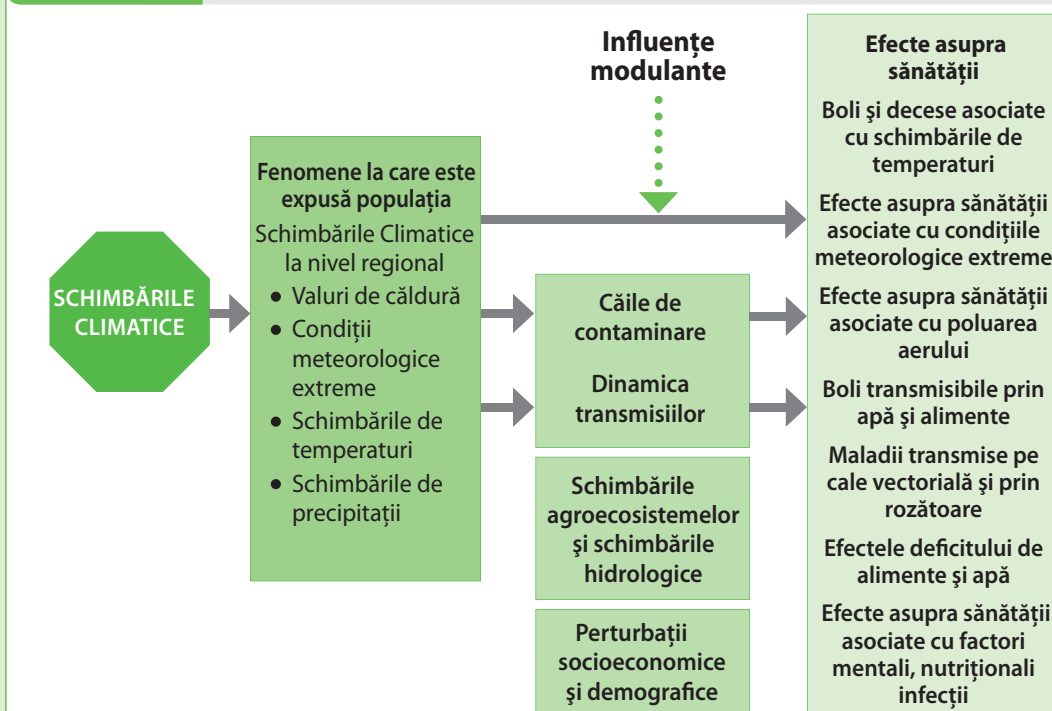 Influențe
modulante
SCHIMBĂRILE
CLIMATICE
Fenomene la care este
expusă populația
Schimbările Climatice
la nivel regional
• Valuri de căldură
• Condiții
meteorologice
extreme
• Schimbările de
temperaturi
• Schimbările de
precipitații
Căile de
contaminare
Dinamica
transmisiilor
Schimbările
agroecosistemelor
şi schimbările
hidrologice
Perturbații
socioeconomice
şi demografice
Efecte asupra
sănătății
Boli şi decese asociate
cu schimbările de
temperaturi
Efecte asupra sănătății
asociate cu condițiile
meteorologice extreme
Efecte asupra sănătății
asociate cu poluarea
aerului
Boli transmisibile prin
apă şi alimente
Maladii transmise pe
cale vectorială şi prin
rozătoare
Efectele deficitului de
alimente şi apă
Efecte asupra sănătății
asociate cu factori
mentali, nutriționali
infecții